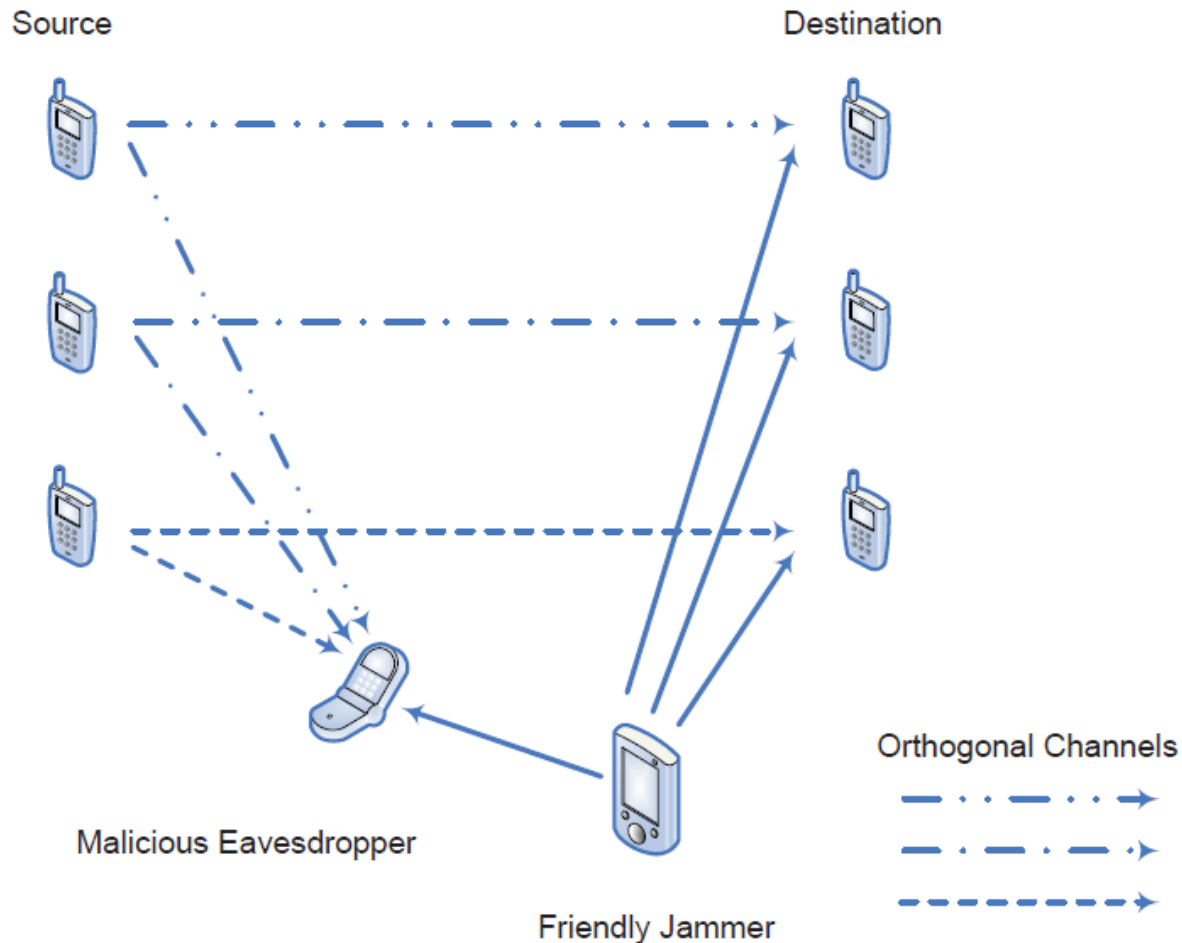 Source
Destination
Orthogonal Channels
Malicious Eavesdropper
Friendly Jammer